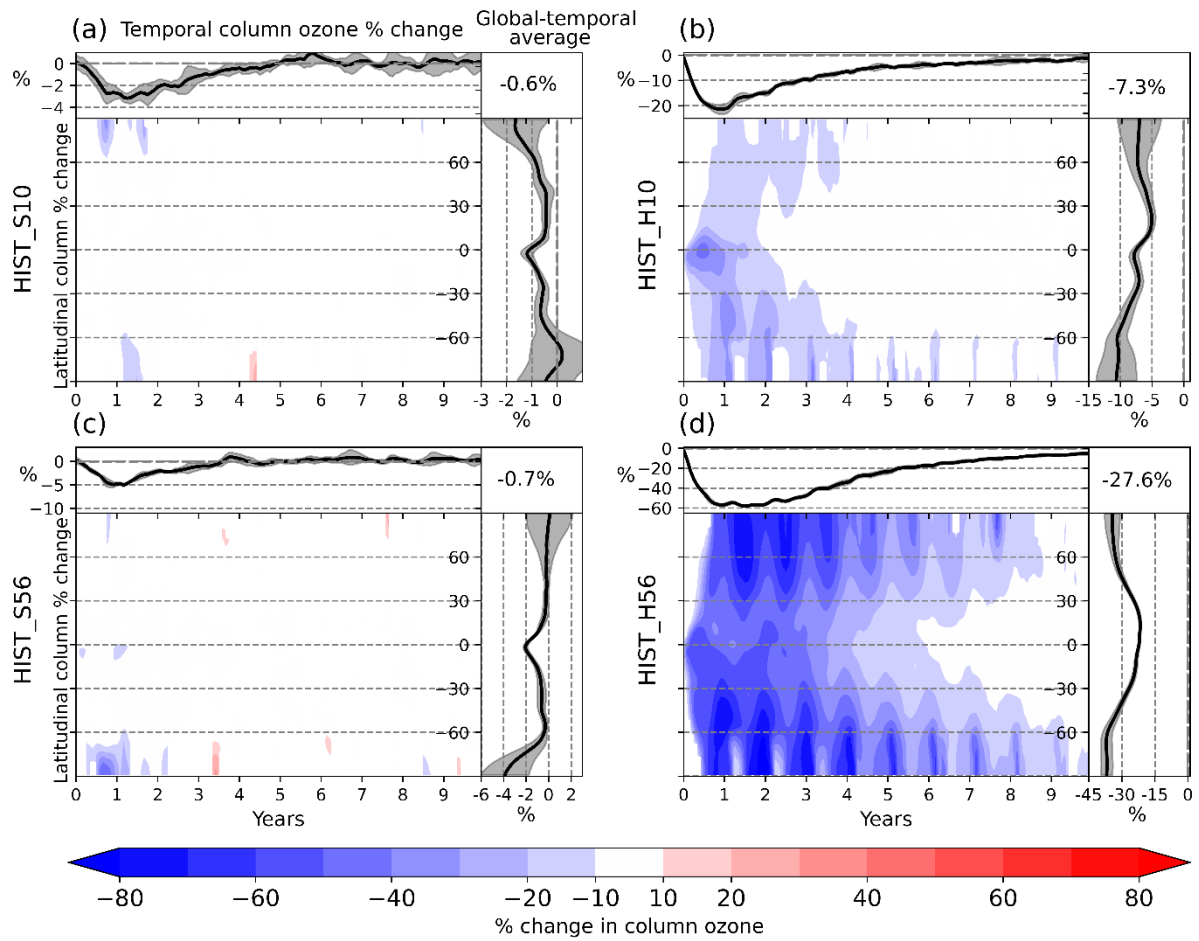 (a) Temporal column ozone % change
Global-temporal
average
(b)
%
0
−2
−4
-0.6%
%
0
−10
−20
-7.3%
HIST_S10
Latitudinal column % change
60
30
0
−30
−60
0 1 2 3 4 5 6 7 8 9
-3 -2 -1 0
%
HIST_H10
60
30
0
−30
−60
0 1 2 3 4 5 6 7 8 9
-15 -10 -5 0
%
(c)
%
0
−5
−10
-0.7%
(d)
%
0
−20
−40
−60
-27.6%
HIST_S56
Latitudinal column % change
60
30
0
−30
−60
0 1 2 3 4 5 6 7 8 9
Years
-6 -4 -2 0 2
%
HIST_H56
60
30
0
−30
−60
0 1 2 3 4 5 6 7 8 9
Years
-45 -30 -15 0
%
−80 −60 −40 −20 −10 10 20 40 60 80
% change in column ozone